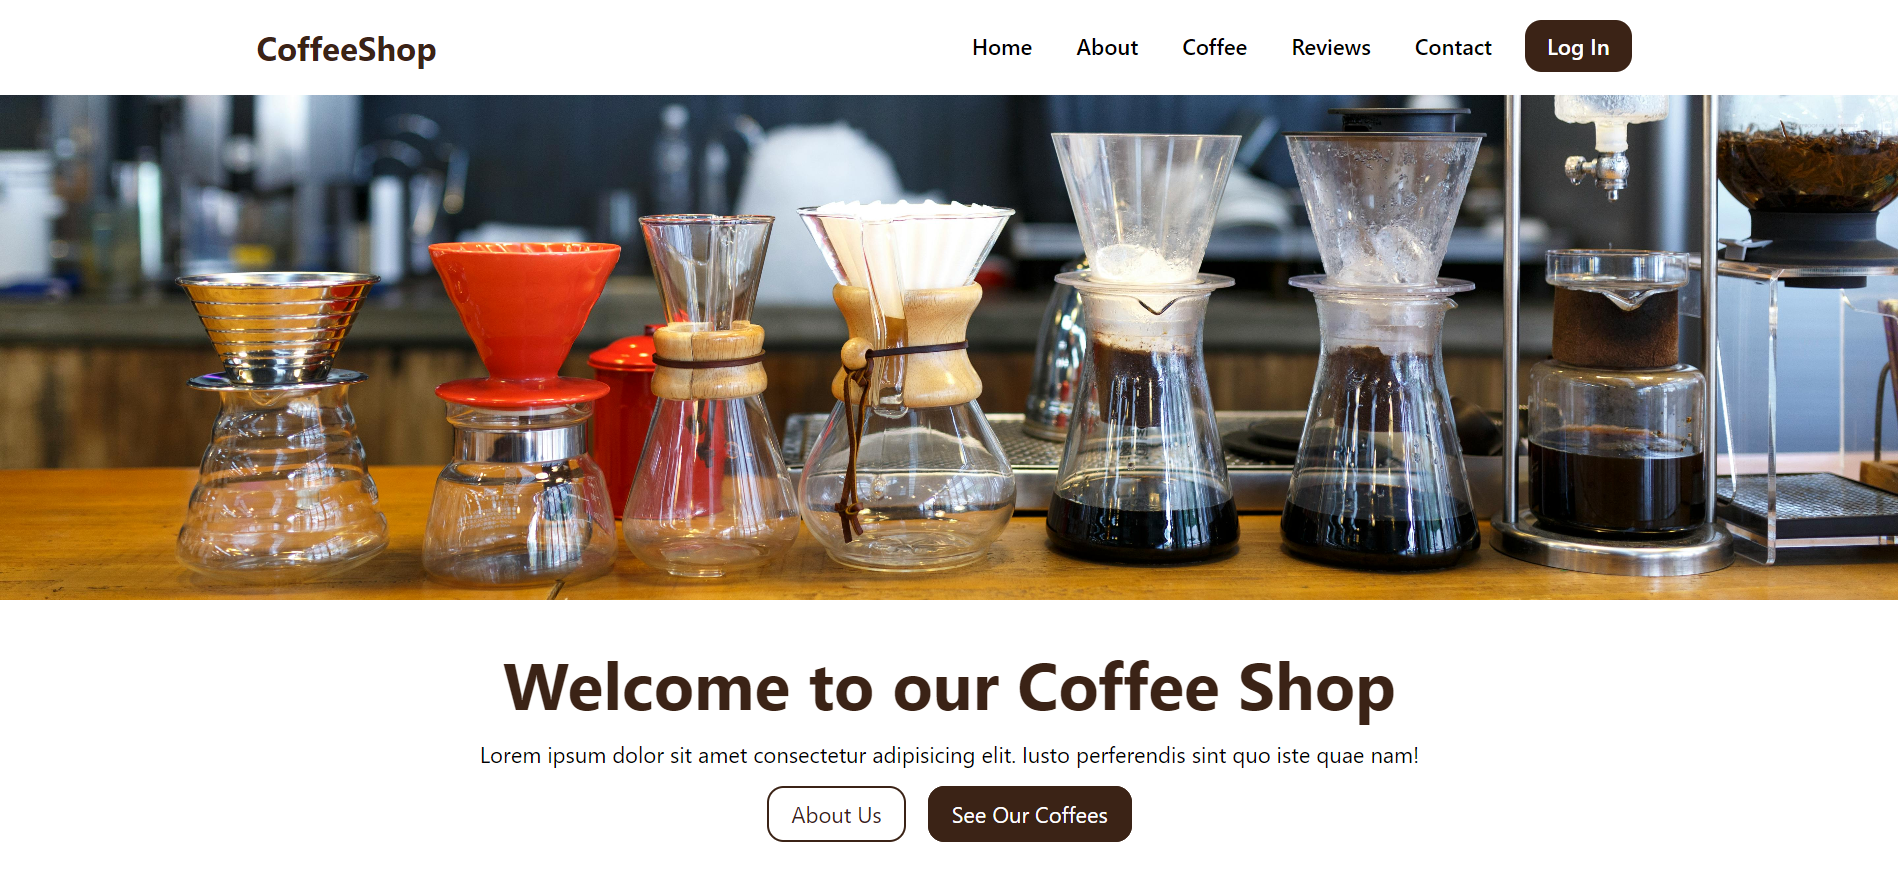 CoffeeShop
Home About Coffee Reviews Contact Log In
Welcome to our Coffee Shop
Lorem ipsum dolor sit amet consectetur adipisicing elit. Iusto perferendis sint quo iste quae nam!
About Us See Our Coffees